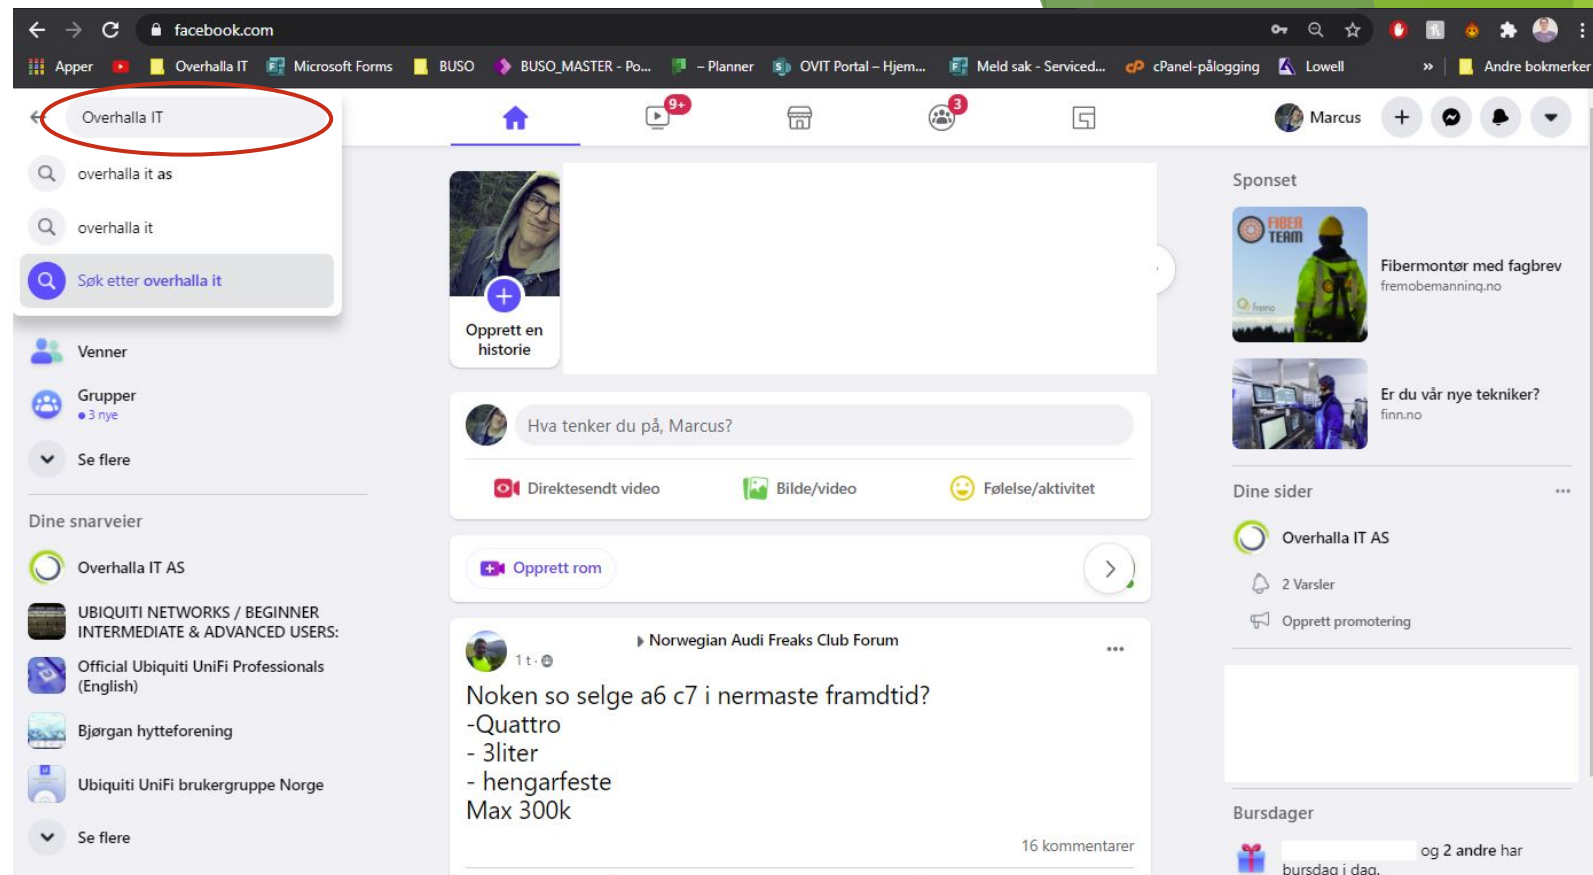 facebook.com
Apper
Overhalla IT
Microsoft Forms
BUSO
BUSO_MASTER - Po...
– Planner
OVIT Portal – Hjem...
Meld sak - Serviced...
cPanel-pålogging
Lowell
»
Andre bokmerker
Overhalla IT
9+
3
Marcus
overhalla it as
overhalla it
Søk etter overhalla it
Venner
Grupper
3 nye
Se flere
Dine snarveier
Overhalla IT AS
UBIQUITI NETWORKS / BEGINNER
INTERMEDIATE & ADVANCED USERS:
Official Ubiquiti UniFi Professionals
(English)
Bjørgan hytteforening
Ubiquiti UniFi brukergruppe Norge
Se flere
Opprett en
historie
Hva tenker du på, Marcus?
Direktesendt video
Bilde/video
Følelse/aktivitet
Opprett rom
Norwegian Audi Freaks Club Forum
1 t ·
Noken so selge a6 c7 i nermaste framdtid?
-Quattro
- 3liter
- hengarfeste
Max 300k
16 kommentarer
Sponset
FIBER
TEAM
fremo
Fibermontør med fagbrev
fremobemanning.no
Er du vår nye tekniker?
finn.no
Dine sider
Overhalla IT AS
2 Varsler
Opprett promotering
Bursdager
og 2 andre har
bursdag i dag.